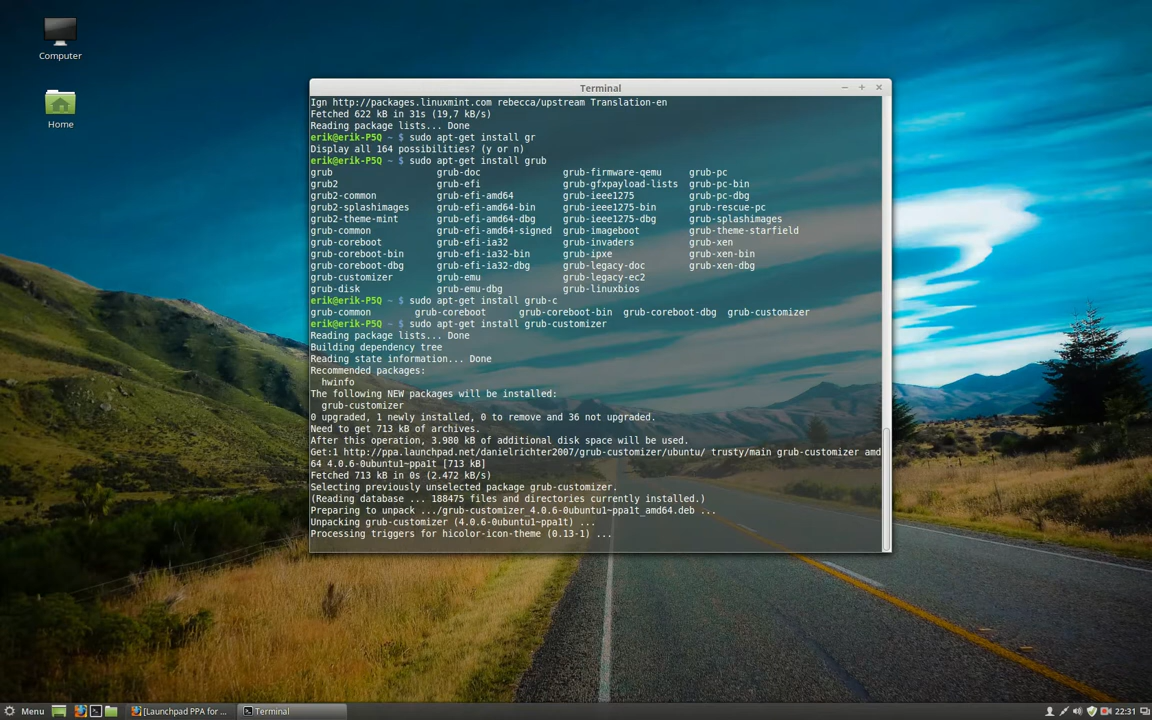 Computer
Home
Terminal
Ign http://packages.linuxmint.com rebecca/upstream Translation-en
Fetched 622 kB in 31s (19,7 kB/s)
Reading package lists... Done
erik@erik-P5Q ~ $ sudo apt-get install gr
Display all 164 possibilities? (y or n)
erik@erik-P5Q ~ $ sudo apt-get install grub
grub grub-doc grub-firmware-qemu grub-pc
grub2 grub-efi grub-gfxpayload-lists grub-pc-bin
grub2-common grub-efi-amd64 grub-ieee1275 grub-pc-dbg
grub2-splashimages grub-efi-amd64-bin grub-ieee1275-bin grub-rescue-pc
grub2-theme-mint grub-efi-amd64-dbg grub-ieee1275-dbg grub-splashimages
grub-common grub-efi-amd64-signed grub-imageboot grub-theme-starfield
grub-coreboot grub-efi-ia32 grub-invaders grub-xen
grub-coreboot-bin grub-efi-ia32-bin grub-ipxe grub-xen-bin
grub-coreboot-dbg grub-efi-ia32-dbg grub-legacy-doc grub-xen-dbg
grub-customizer grub-emu grub-legacy-ec2
grub-disk grub-emu-dbg grub-linuxbios
erik@erik-P5Q ~ $ sudo apt-get install grub-c
grub-common grub-coreboot grub-coreboot-bin grub-coreboot-dbg grub-customizer
erik@erik-P5Q ~ $ sudo apt-get install grub-customizer
Reading package lists... Done
Building dependency tree
Reading state information... Done
Recommended packages:
hwinfo
The following NEW packages will be installed:
grub-customizer
0 upgraded, 1 newly installed, 0 to remove and 36 not upgraded.
Need to get 713 kB of archives.
After this operation, 3.980 kB of additional disk space will be used.
Get:1 http://ppa.launchpad.net/danielrichter2007/grub-customizer/ubuntu/ trusty/main grub-customizer amd
64 4.0.6-0ubuntu1~ppa1t [713 kB]
Fetched 713 kB in 0s (2.472 kB/s)
Selecting previously unselected package grub-customizer.
(Reading database ... 188475 files and directories currently installed.)
Preparing to unpack .../grub-customizer_4.0.6-0ubuntu1~ppa1t_amd64.deb ...
Unpacking grub-customizer (4.0.6-0ubuntu1~ppa1t) ...
Processing triggers for hicolor-icon-theme (0.13-1) ...
Menu [Launchpad PPA for ... Terminal 22:31